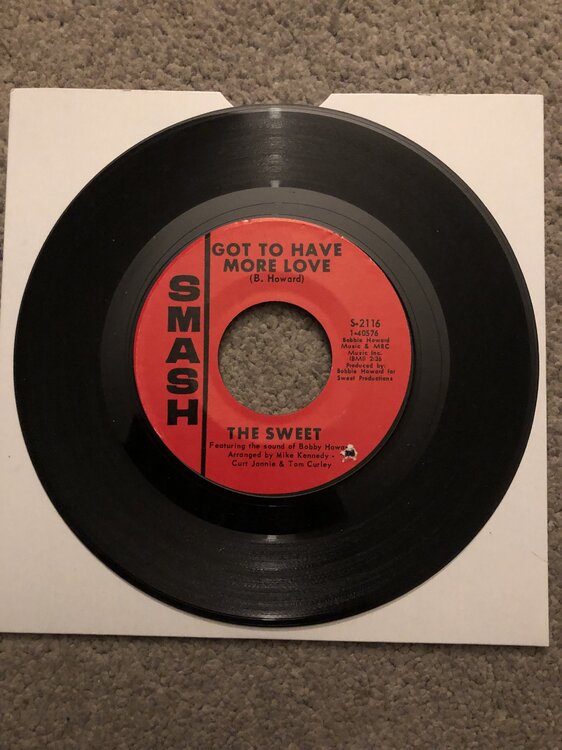 GOT TO HAVE
MORE LOVE
(B. Howard)
SMASH
S-2116
1-40576
Bobbie Howard
Music & MRC
Music Inc.
(BMI) 2:36
Produced by:
Bobbie Howard for
Sweet Productions
THE SWEET
Featuring the sound of Bobby
Arranged by Mike Kennedy -
Curt Jonnie & Tom Curley